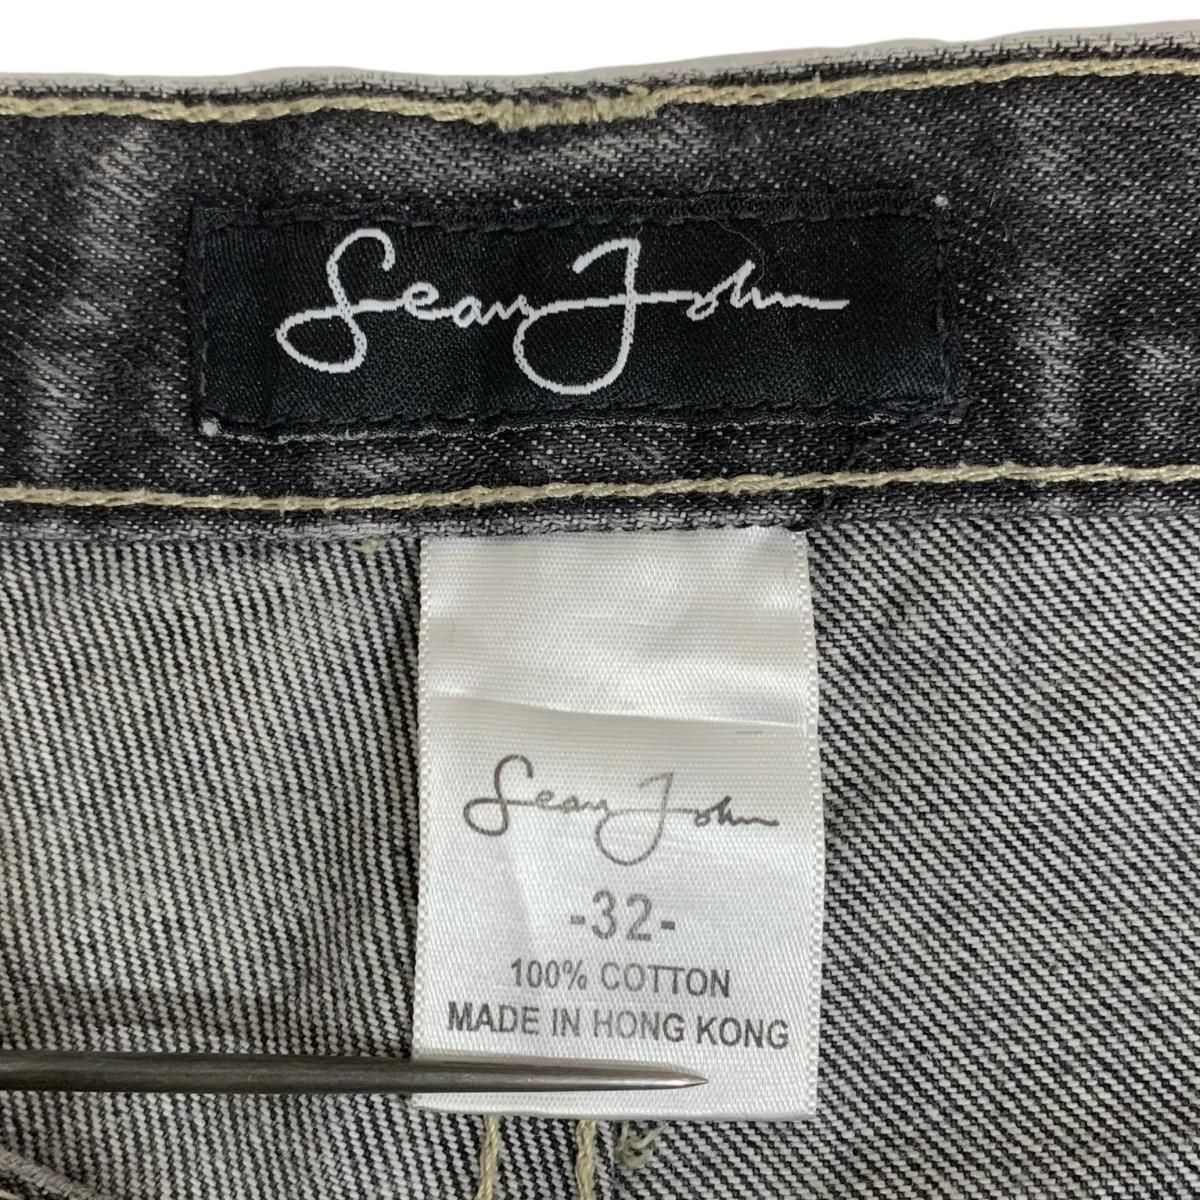 Sean John
Sean John
-32-
100% COTTON
MADE IN HONG KONG